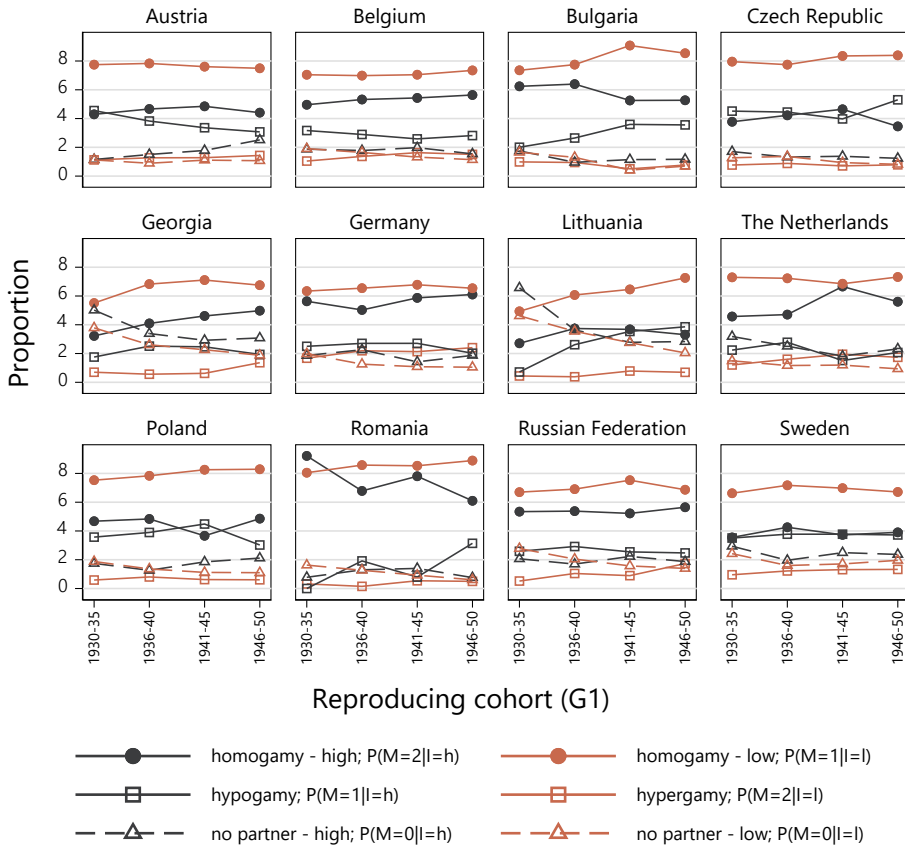 Austria
Belgium
Bulgaria
Czech Republic
8
6
4
2
0
Georgia
Germany
Lithuania
The Netherlands
8
6
4
2
0
Proportion
Poland
Romania
Russian Federation
Sweden
8
6
4
2
0
1930-35
1936-40
1941-45
1946-50
1930-35
1936-40
1941-45
1946-50
1930-35
1936-40
1941-45
1946-50
1930-35
1936-40
1941-45
1946-50
Reproducing cohort (G1)
homogamy - high; P(M=2|I=h)
homogamy - low; P(M=1|I=l)
hypogamy; P(M=1|I=h)
hypergamy; P(M=2|I=l)
no partner - high; P(M=0|I=h)
no partner - low; P(M=0|I=l)